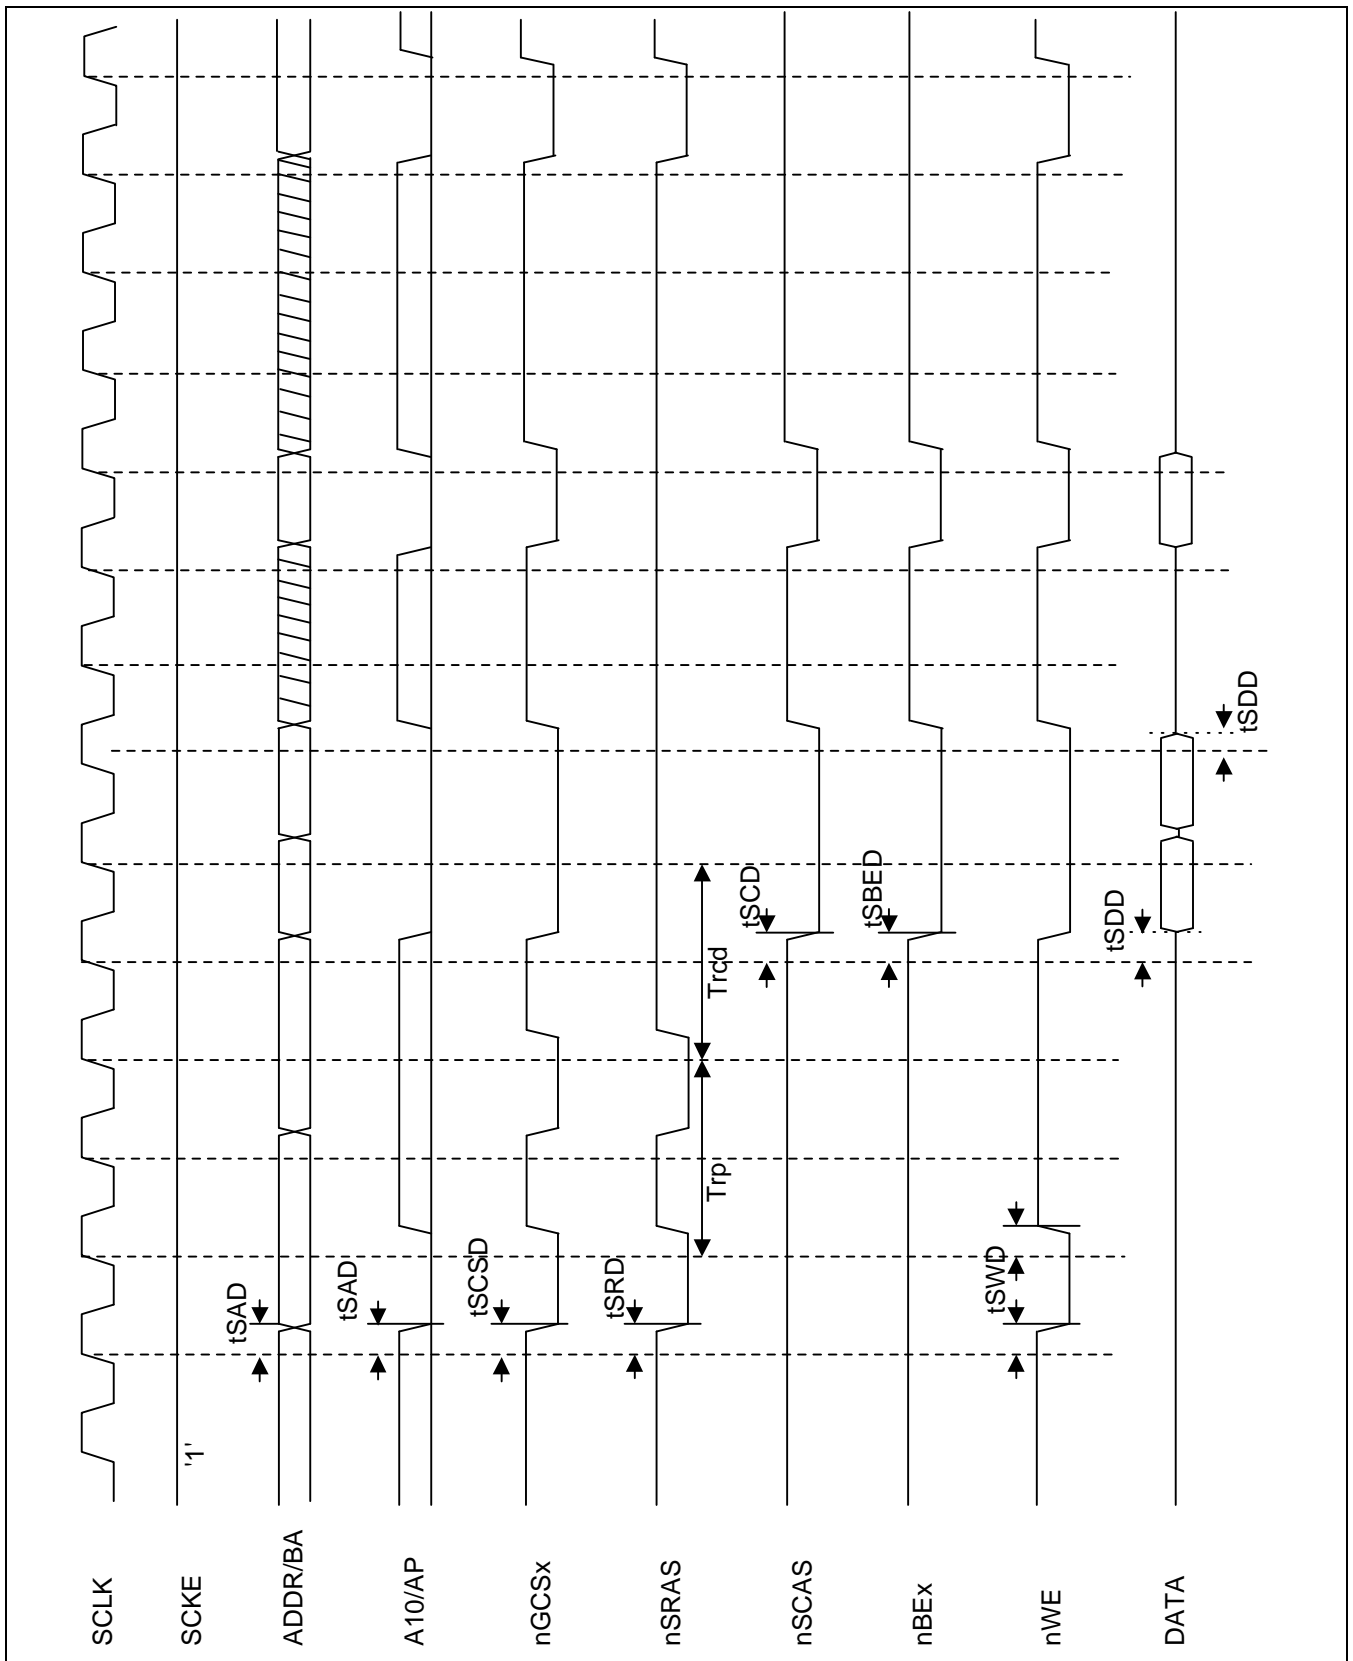 SCLK
SCKE
'1'
ADDR/BA
tSAD
A10/AP
tSAD
nGCSx
tSCSD
nSRAS
tSRD
Trp
Trcd
nSCAS
tSCD
nBEx
tSBED
nWE
tSWD
DATA
tSDD
tSDD